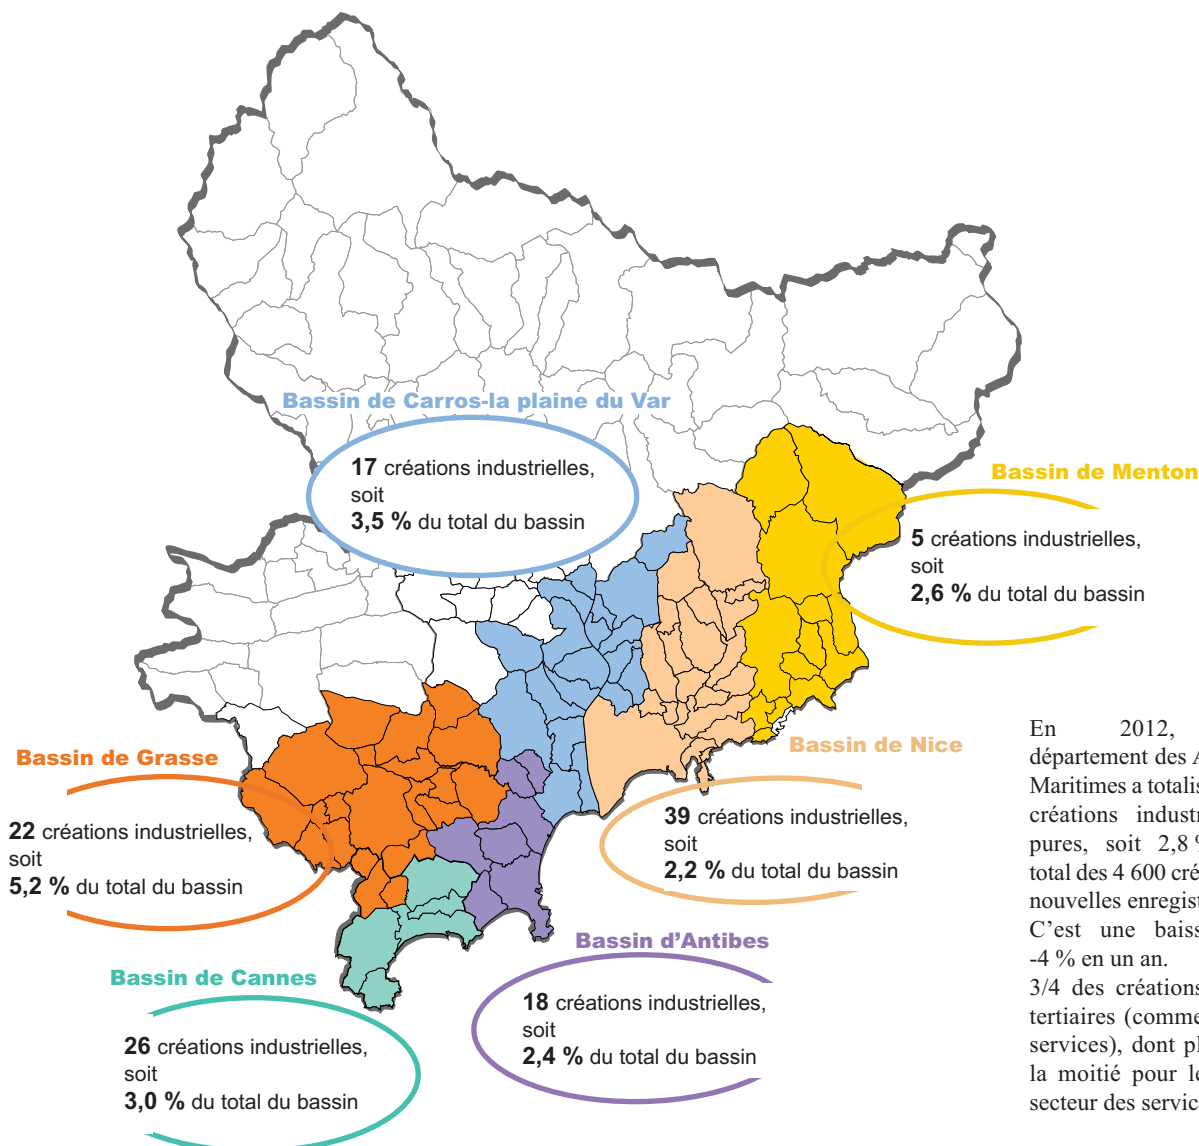 Bassin de Carros-la plaine du Var
17 créations industrielles,
soit
3,5 % du total du bassin
Bassin de Menton
5 créations industrielles,
soit
2,6 % du total du bassin
Bassin de Grasse
22 créations industrielles,
soit
5,2 % du total du bassin
Bassin de Nice
39 créations industrielles,
soit
2,2 % du total du bassin
Bassin d'Antibes
18 créations industrielles,
soit
2,4 % du total du bassin
Bassin de Cannes
26 créations industrielles,
soit
3,0 % du total du bassin
En 2012,
département des A
Maritimes a totalis
créations industr
pures, soit 2,8 %
total des 4 600 cré
nouvelles enregist
C'est une baiss
-4 % en un an.
3/4 des créations
tertiaires (comme
services), dont pl
la moitié pour le
secteur des servic